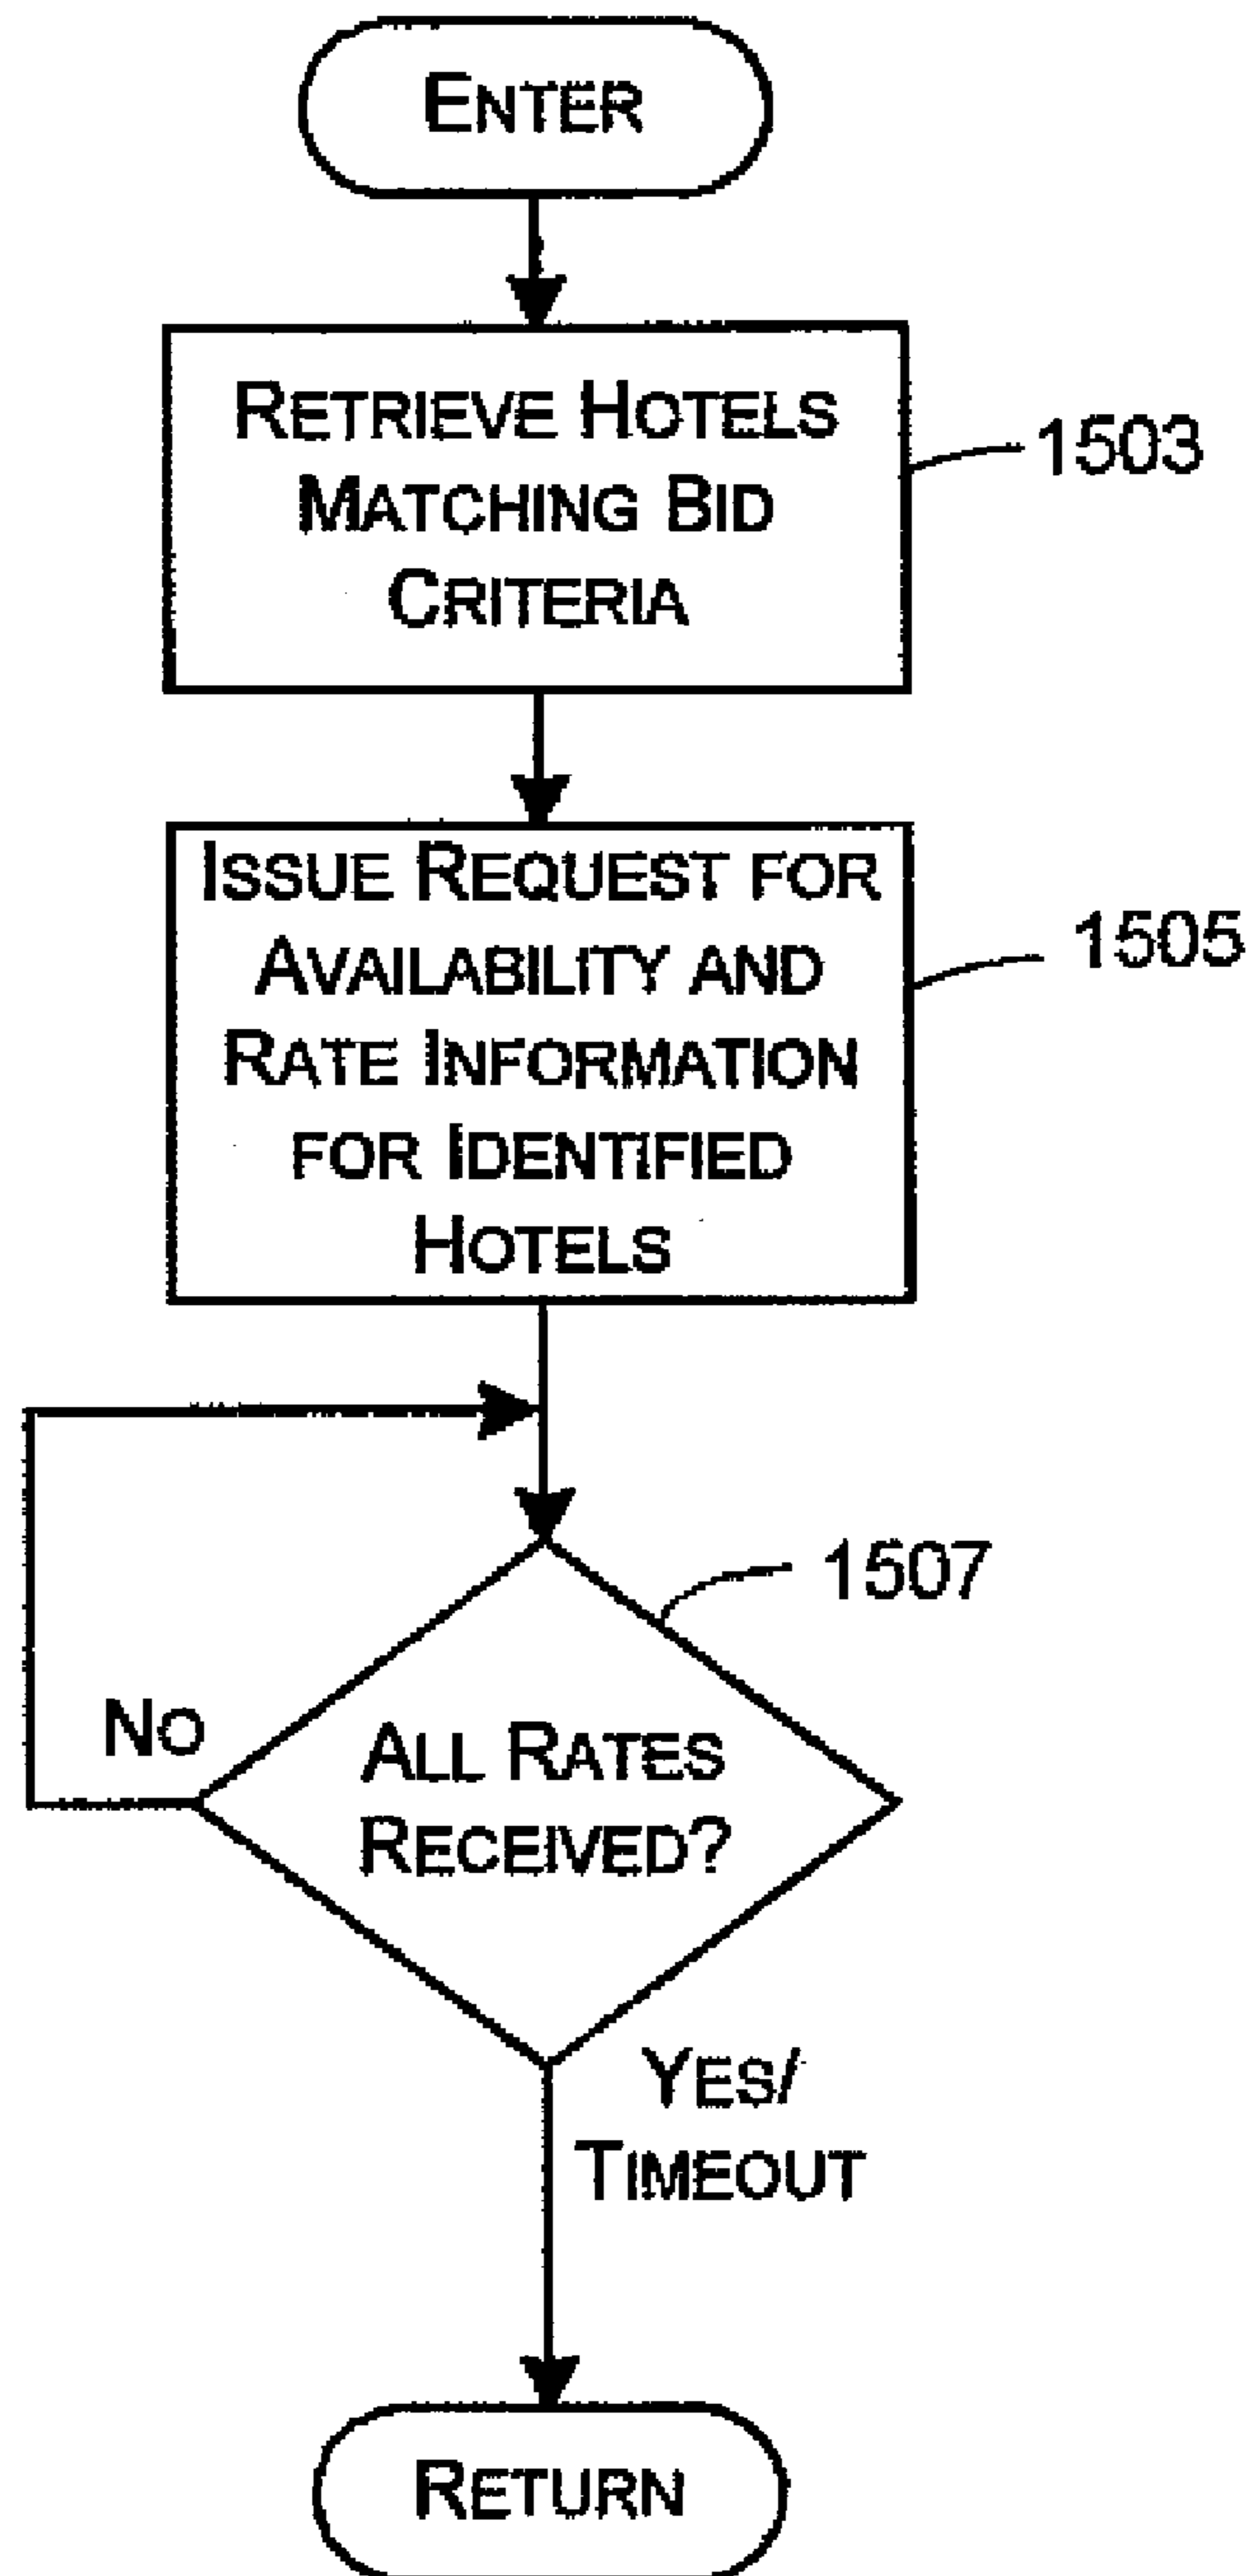 ENTER
RETRIEVE HOTELS
MATCHING BID
CRITERIA
1503
ISSUE REQUEST FOR
AVAILABILITY AND
RATE INFORMATION
FOR IDENTIFIED
HOTELS
1505
1507
NO
ALL RATES
RECEIVED?
YES/
TIMEOUT
RETURN